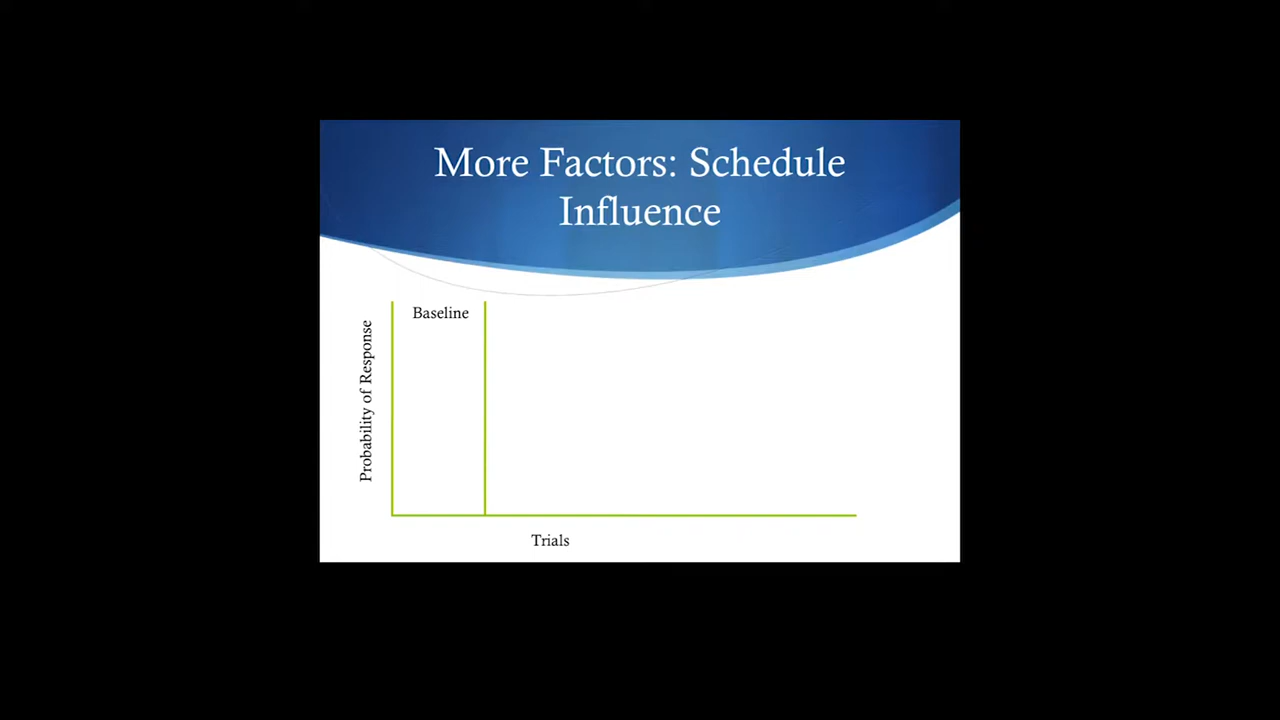 More Factors: Schedule
Influence
Baseline
Probability of Response
Trials